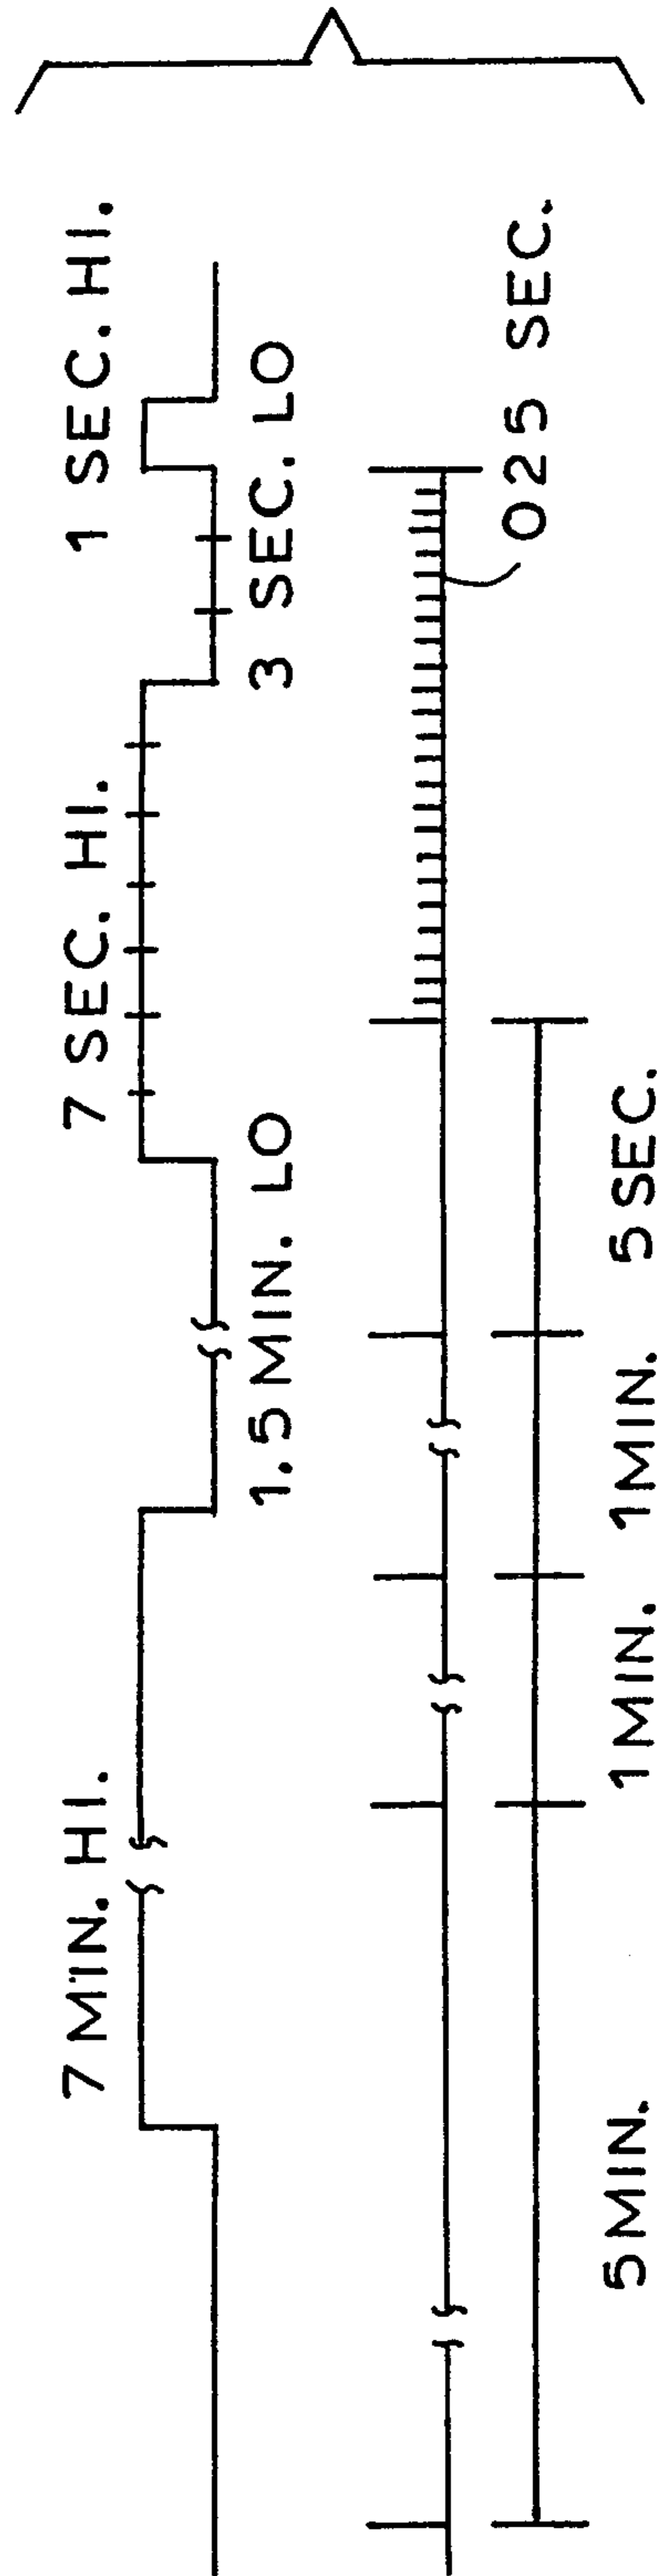 7 MIN. HI.
7 SEC. HI.
1 SEC. HI.
1.5 MIN. LO
3 SEC. LO
025 SEC.
5 MIN.
1 MIN.
1 MIN.
5 SEC.